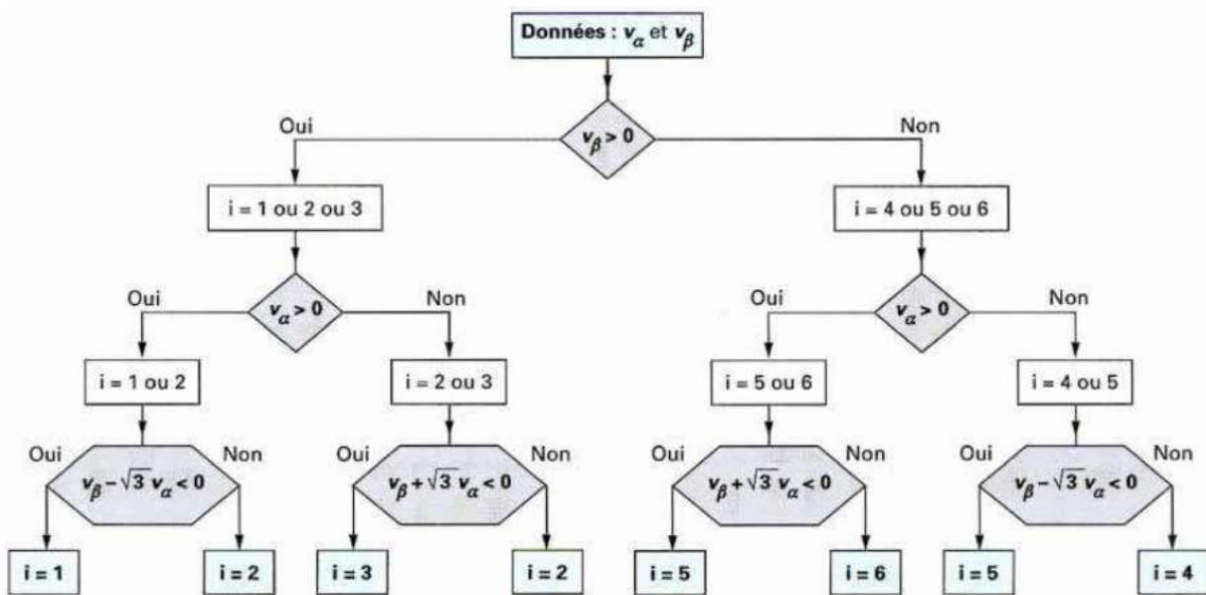 Données : vα et vβ
Oui
vβ > 0
Non
i = 1 ou 2 ou 3
i = 4 ou 5 ou 6
Oui
vα > 0
Non
Oui
vα > 0
Non
i = 1 ou 2
i = 2 ou 3
i = 5 ou 6
i = 4 ou 5
Oui
vβ − √3 vα < 0
Non
Oui
vβ + √3 vα < 0
Non
Oui
vβ + √3 vα < 0
Non
Oui
vβ − √3 vα < 0
Non
i = 1
i = 2
i = 3
i = 2
i = 5
i = 6
i = 5
i = 4